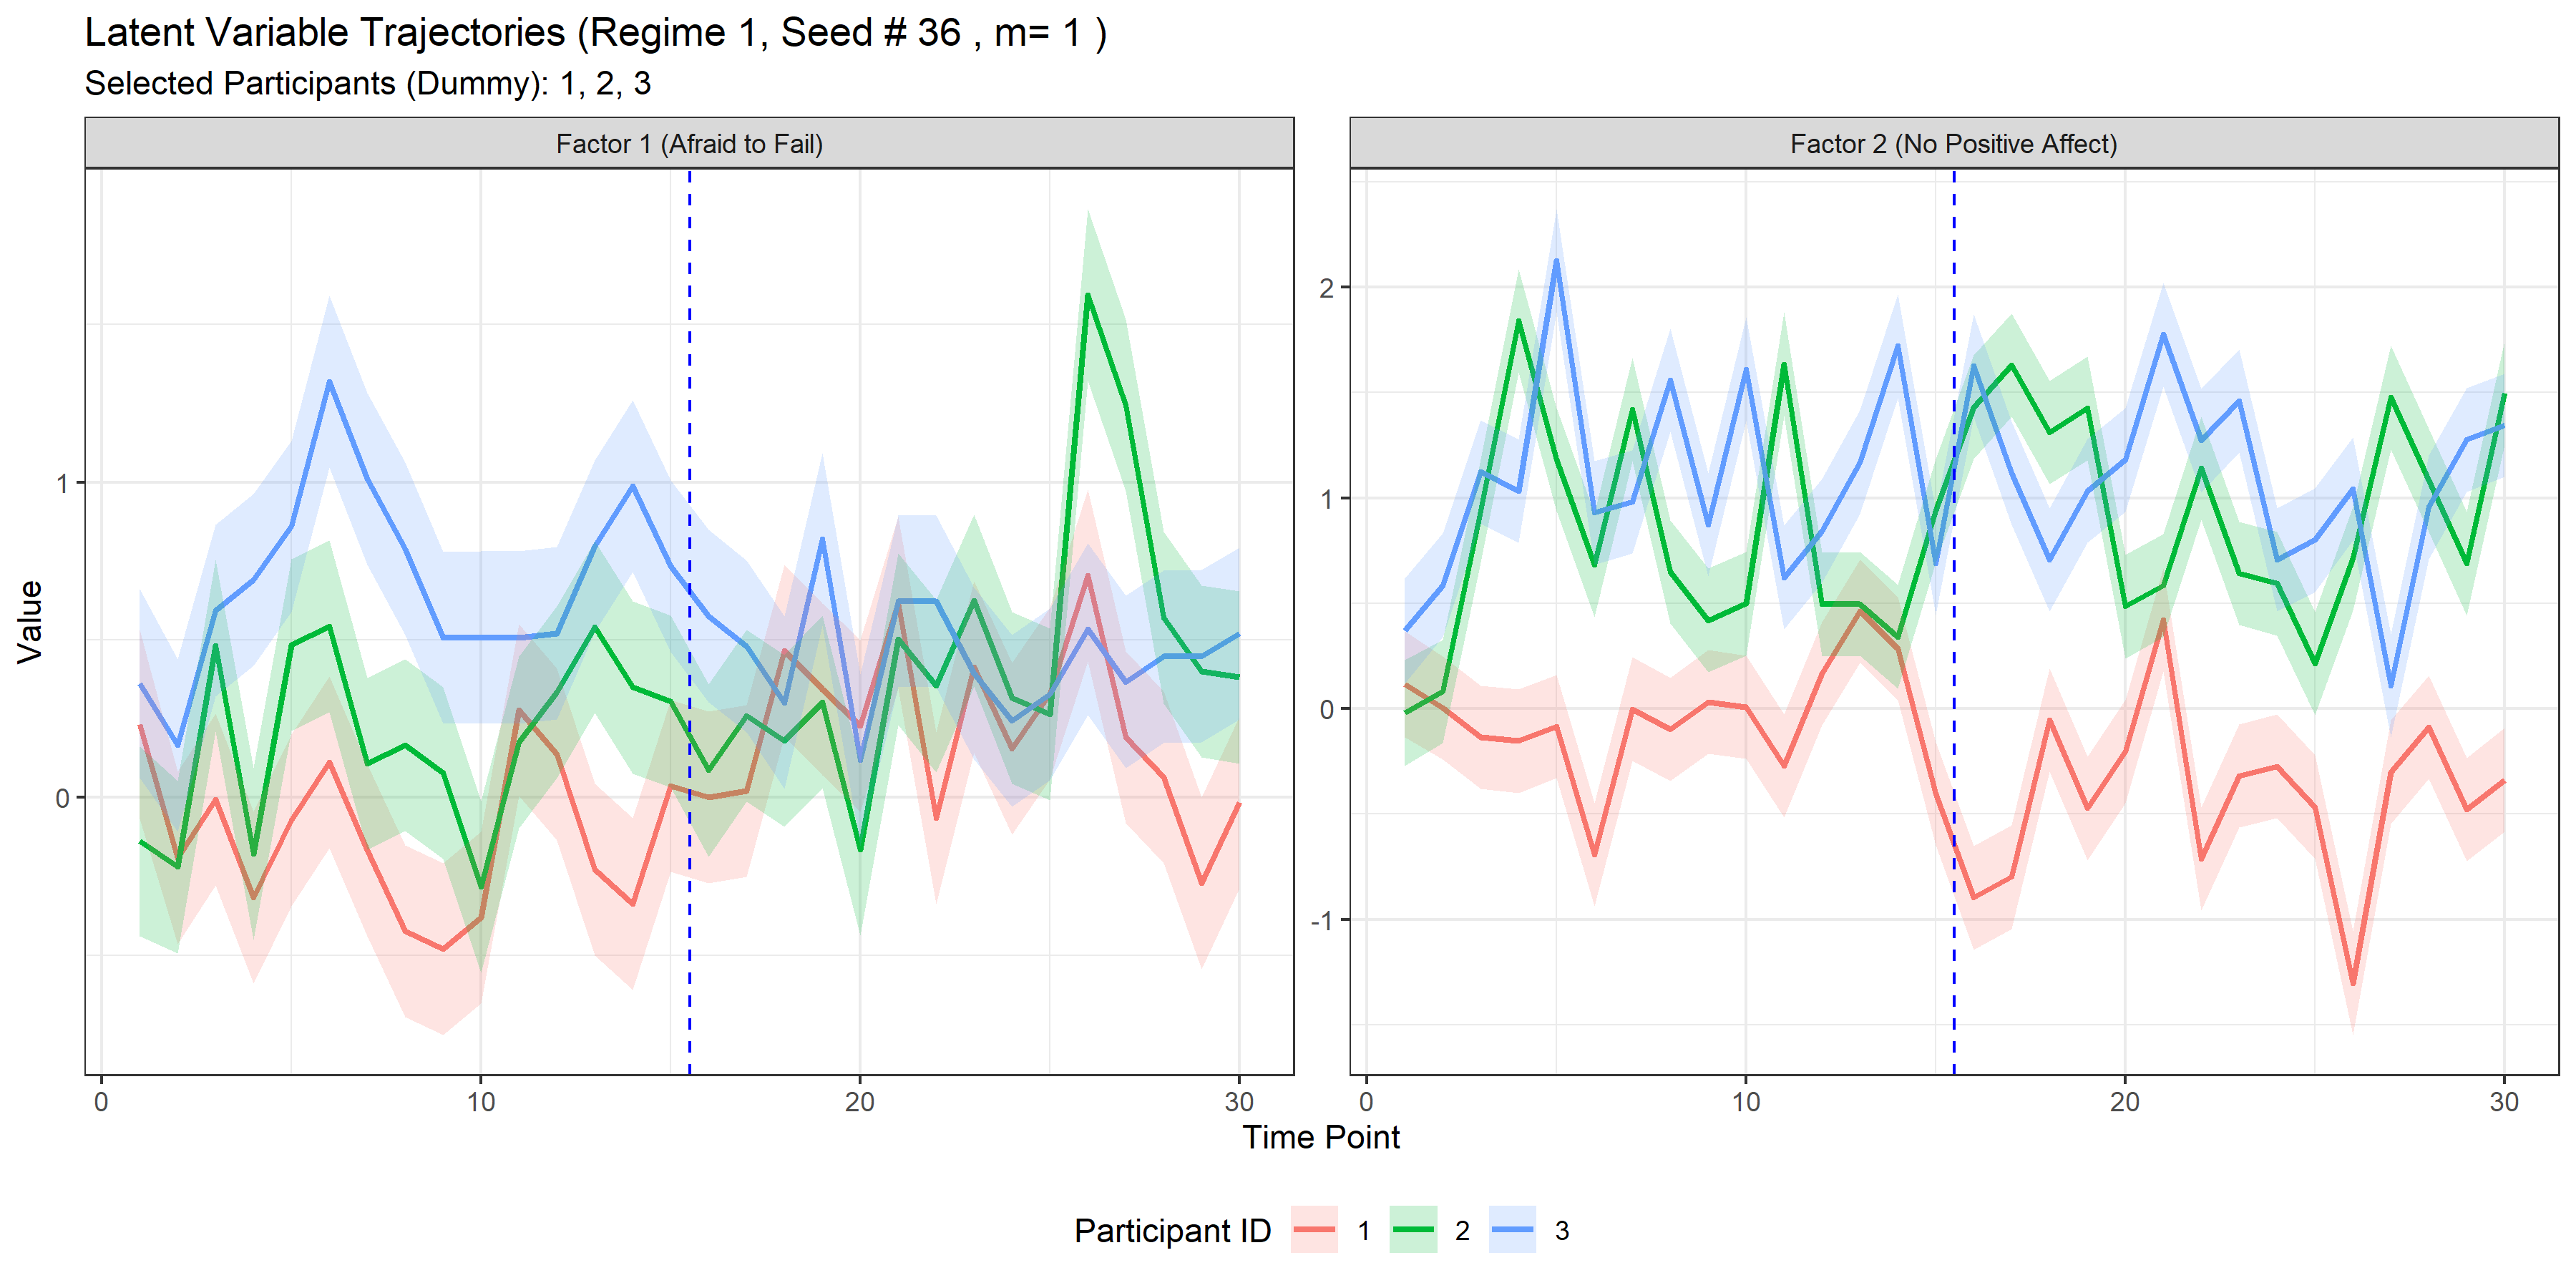 Latent Variable Trajectories (Regime 1, Seed # 36 , m= 1 )
Selected Participants (Dummy): 1, 2, 3
Factor 1 (Afraid to Fail)
Factor 2 (No Positive Affect)
Value
1
0
2
1
0
-1
0 10 20 30
0 10 20 30
Time Point
Participant ID 1 2 3